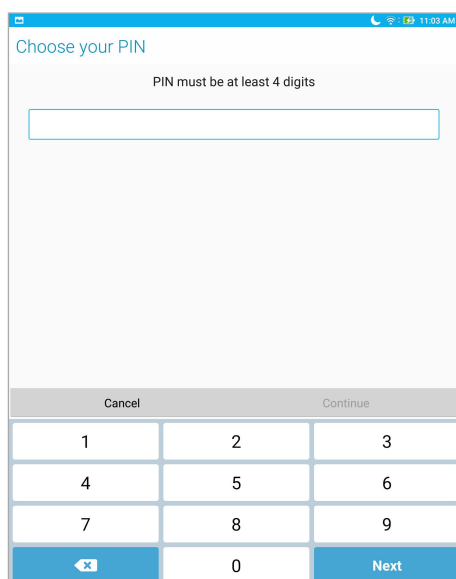 11:03 AM
Choose your PIN
PIN must be at least 4 digits
Cancel Continue
1 2 3
4 5 6
7 8 9
0 Next